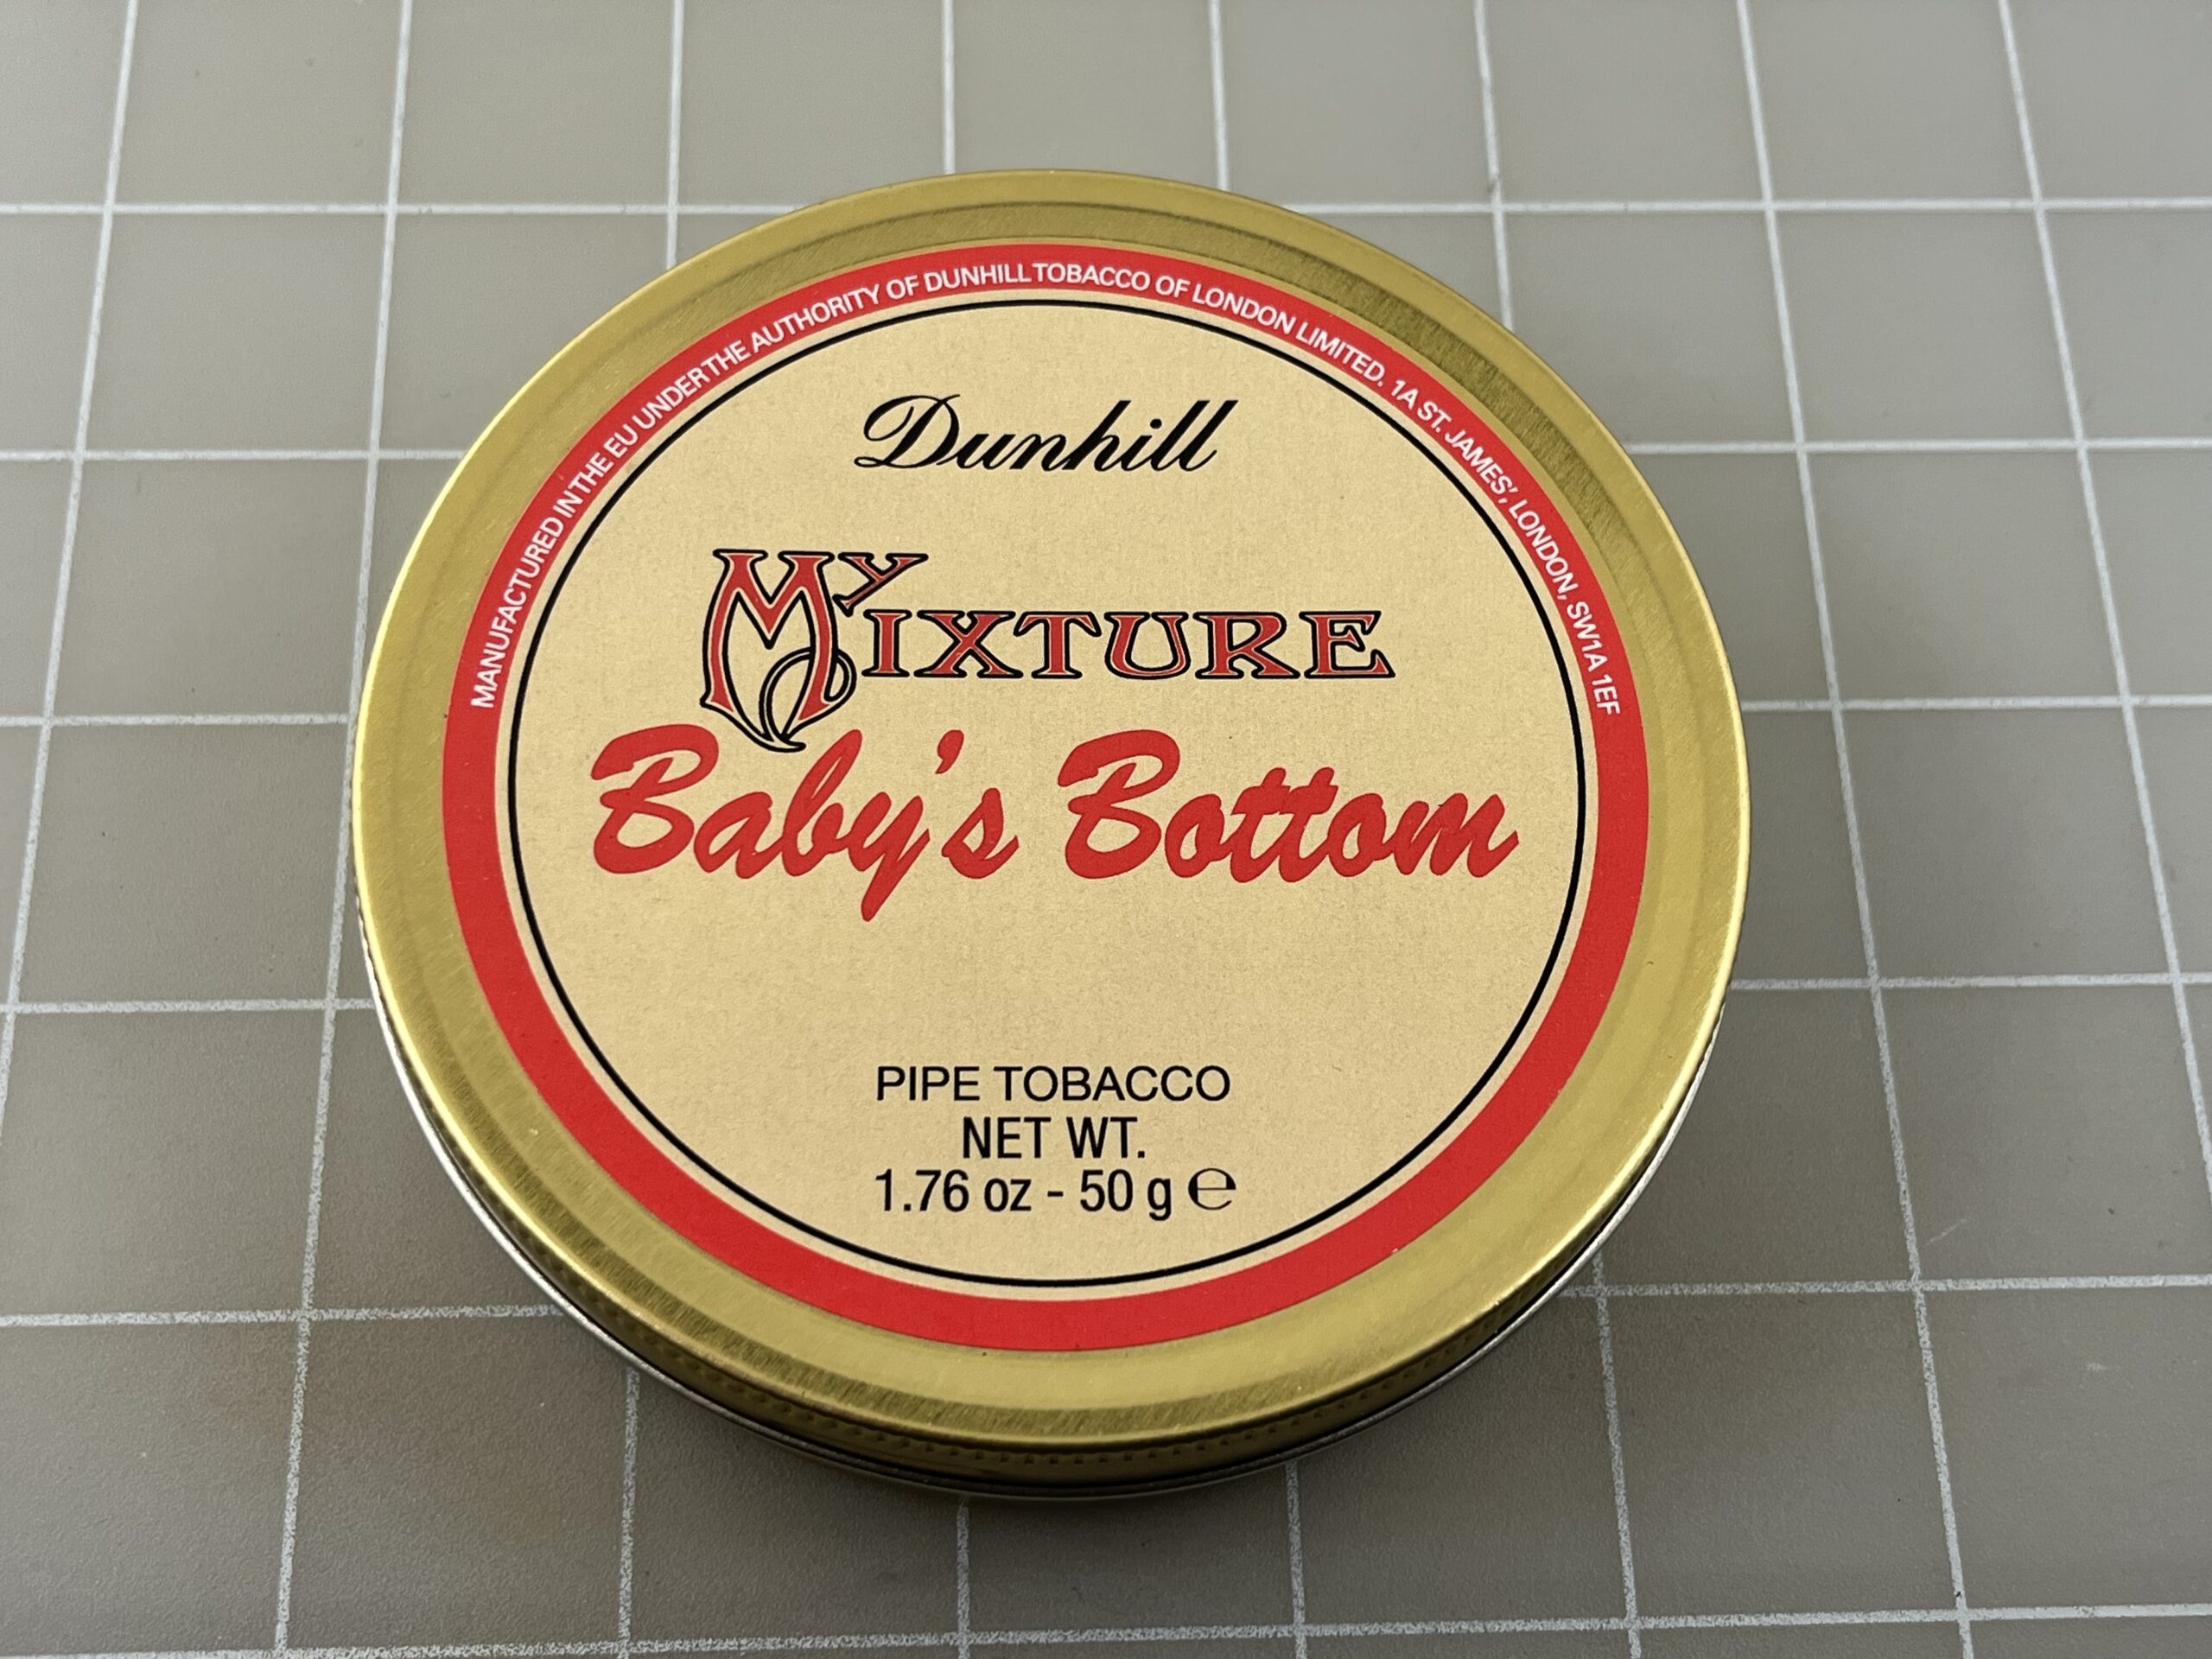 MANUFACTURED IN THE EU UNDER THE AUTHORITY OF DUNHILL TOBACCO OF LONDON LIMITED. 1A ST. JAMES', LONDON, SW1A 1EF
Dunhill
MY MIXTURE
Baby's Bottom
PIPE TOBACCO
NET WT.
1.76 oz - 50 g ℮